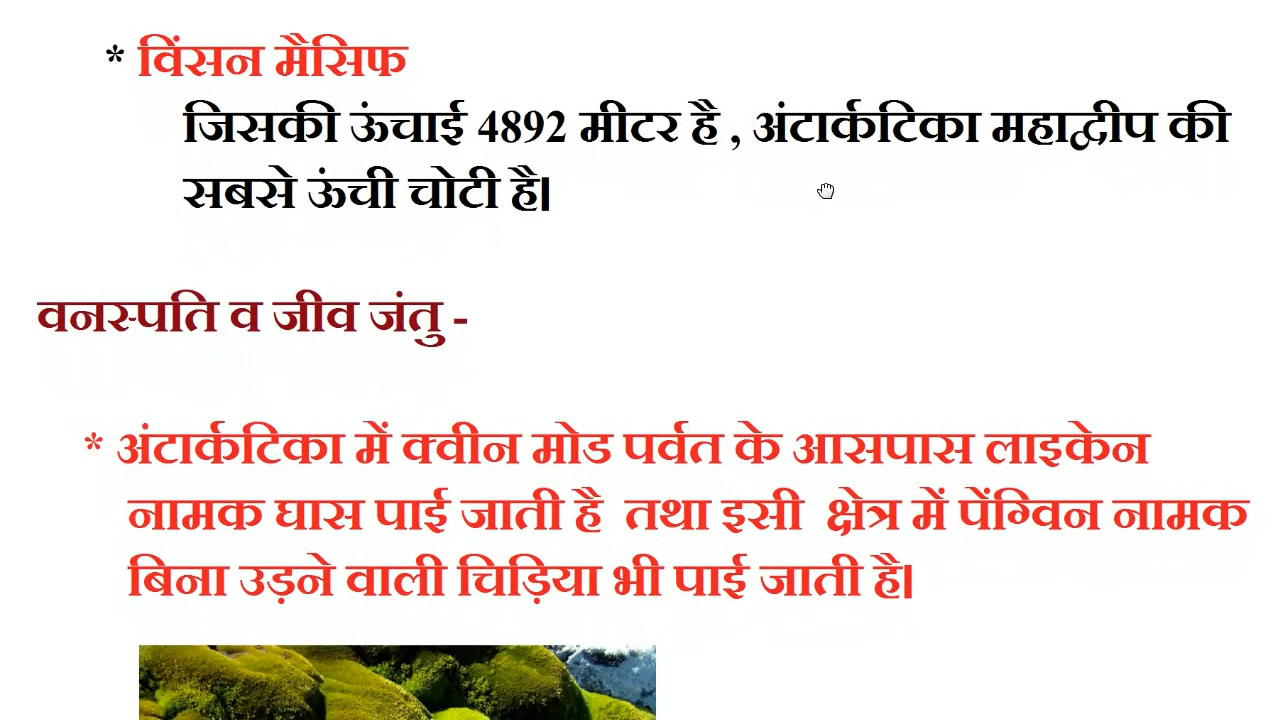 * विंसन मैसिफ
जिसकी ऊंचाई 4892 मीटर है , अंटार्कटिका महाद्वीप की
सबसे ऊंची चोटी है।
वनस्पति व जीव जंतु -
* अंटार्कटिका में क्वीन मोड पर्वत के आसपास लाइकेन
नामक घास पाई जाती है तथा इसी क्षेत्र में पेंग्विन नामक
बिना उड़ने वाली चिड़िया भी पाई जाती है।